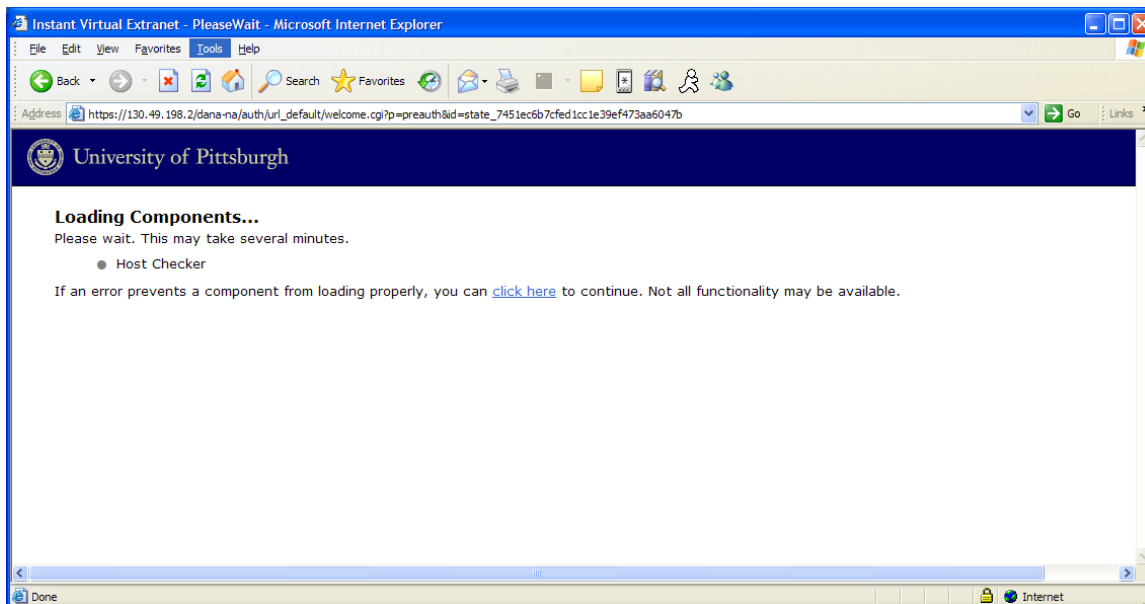 Instant Virtual Extranet - PleaseWait - Microsoft Internet Explorer
File Edit View Favorites Tools Help
Back Search Favorites
Address https://130.49.198.2/dana-na/auth/url_default/welcome.cgi?p=preauth&id=state_7451ec6b7cfed1cc1e39ef473aa6047b Go Links
University of Pittsburgh
Loading Components...
Please wait. This may take several minutes.
Host Checker
If an error prevents a component from loading properly, you can click here to continue. Not all functionality may be available.
Done Internet